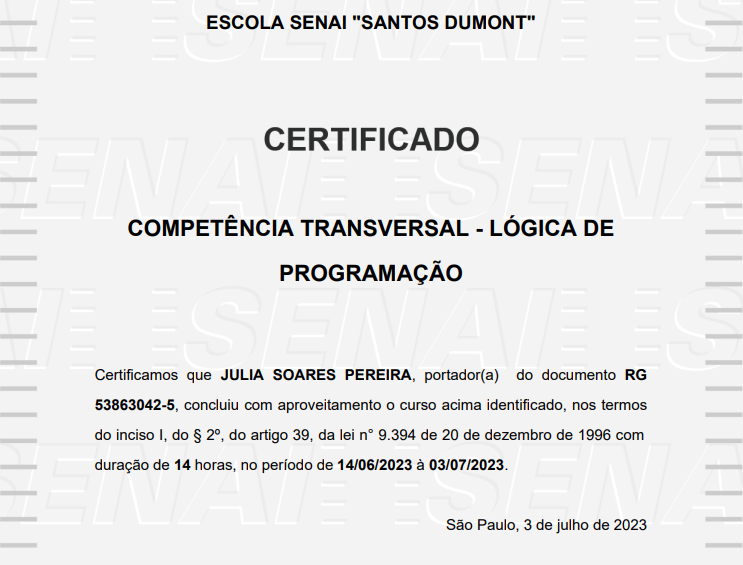 ESCOLA SENAI "SANTOS DUMONT"
CERTIFICADO
COMPETÊNCIA TRANSVERSAL - LÓGICA DE
PROGRAMAÇÃO
Certificamos que JULIA SOARES PEREIRA, portador(a) do documento RG
53863042-5, concluiu com aproveitamento o curso acima identificado, nos termos
do inciso I, do § 2º, do artigo 39, da lei n° 9.394 de 20 de dezembro de 1996 com
duração de 14 horas, no período de 14/06/2023 à 03/07/2023.
São Paulo, 3 de julho de 2023